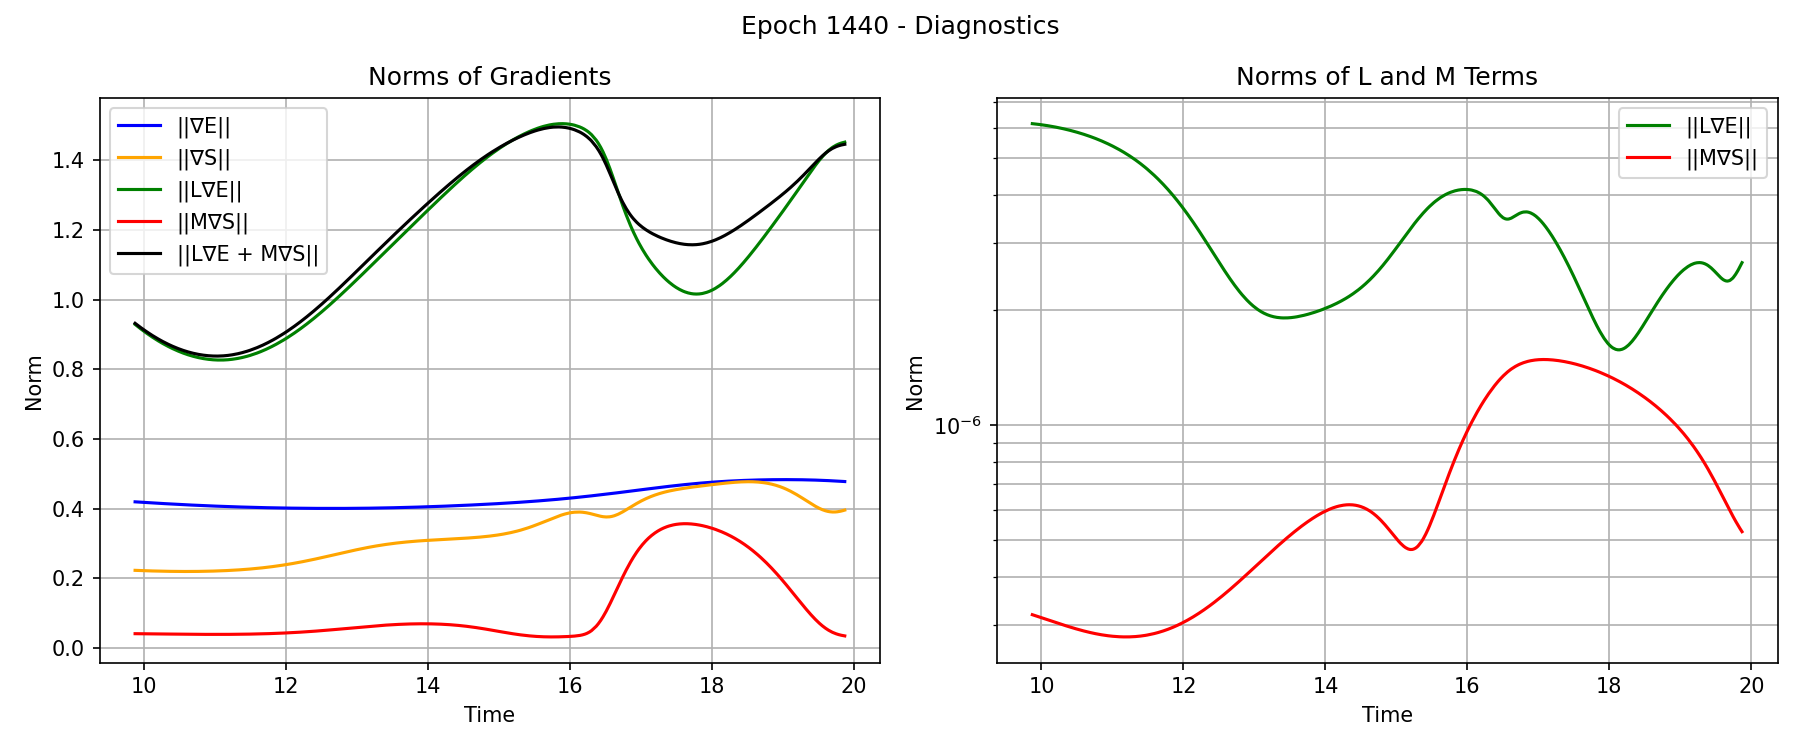 Epoch 1440 - Diagnostics
Norms of Gradients
||∇E||
||∇S||
||L∇E||
||M∇S||
||L∇E + M∇S||
1.4
1.2
1.0
0.8
0.6
0.4
0.2
0.0
Norm
10 12 14 16 18 20
Time
Norms of L and M Terms
||L∇E||
||M∇S||
10⁻⁶
Norm
10 12 14 16 18 20
Time